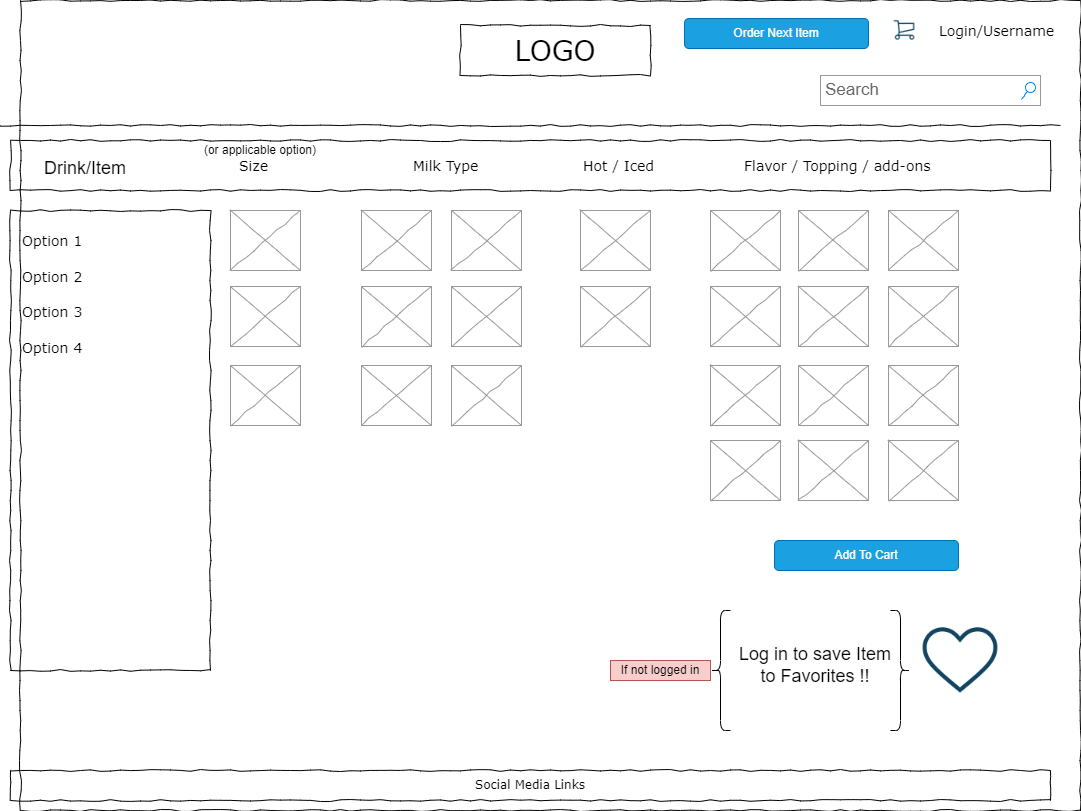 LOGO
Order Next Item
Login/Username
Search
Drink/Item
(or applicable option)
Size
Milk Type
Hot / Iced
Flavor / Topping / add-ons
Option 1
Option 2
Option 3
Option 4
Add To Cart
If not logged in
Log in to save Item
to Favorites !!
Social Media Links